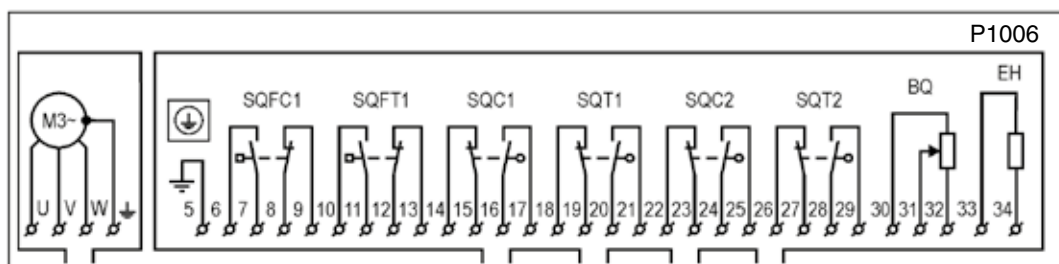 P1006
SQFC1 SQFT1 SQC1 SQT1 SQC2 SQT2 BQ EH
M3~
U V W 5 6 7 8 9 10 11 12 13 14 15 16 17 18 19 20 21 22 23 24 25 26 27 28 29 30 31 32 33 34